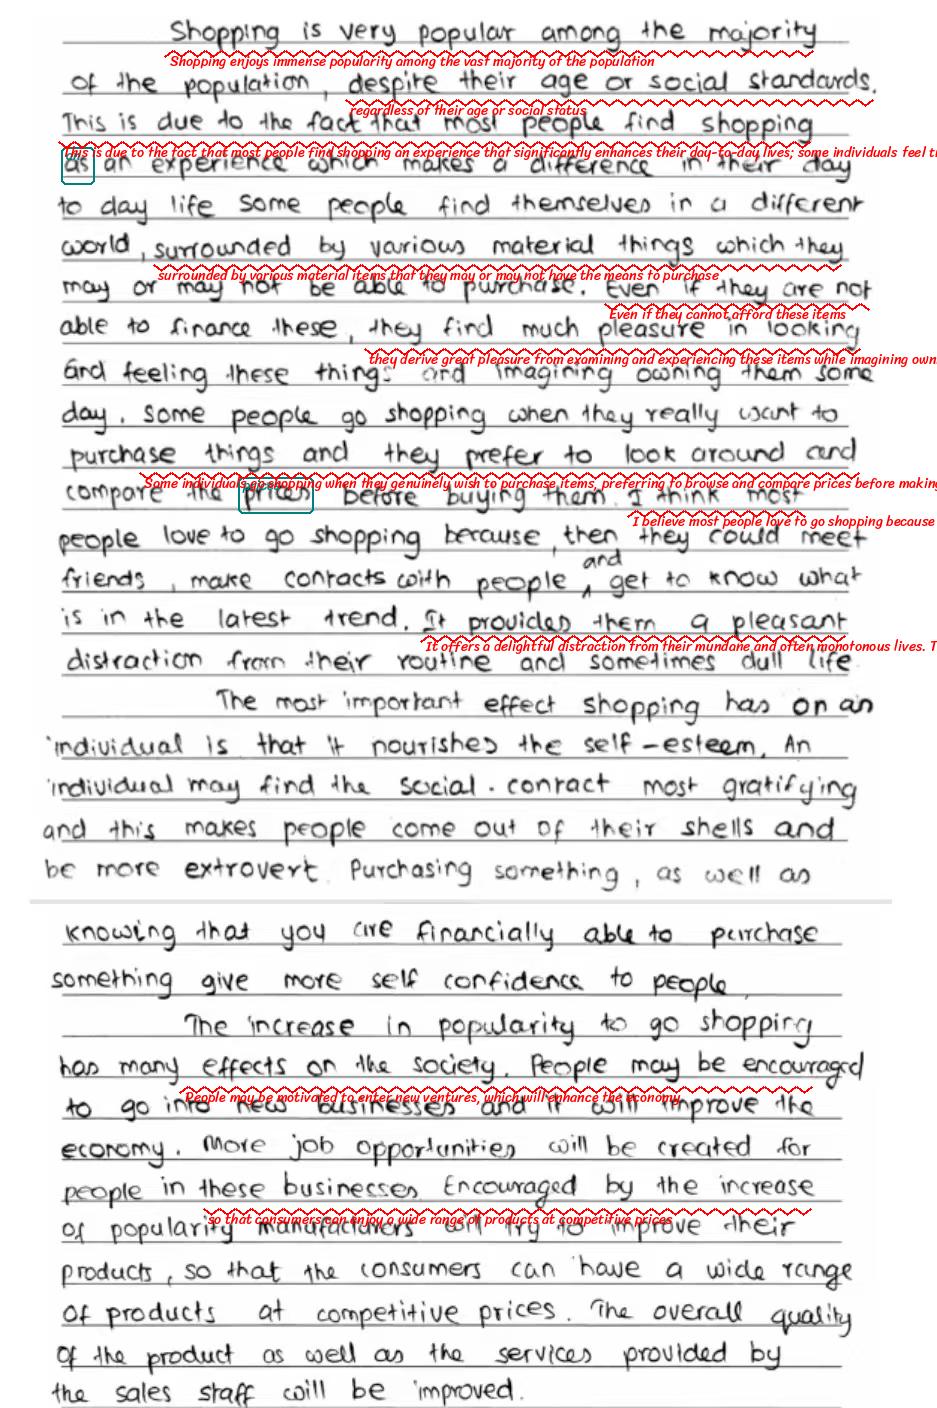 Shopping is very popular among the majority
Shopping enjoys immense popularity among the vast majority of the population
of the population, despite their age or social standards.
regardless of their age or social status
This is due to the fact that most people find shopping
This is due to the fact that most people find shopping an experience that significantly enhances their day-to-day lives; some individuals feel t
as an experience which makes a difference in their day
to day life some people find themselves in a different
world, surrounded by various material things which they
surrounded by various material items that they may or may not have the means to purchase
may or may not be able to purchase. Even if they are not
Even if they cannot afford these items
able to finance these, they find much pleasure in looking
they derive great pleasure from examining and experiencing these items while imagining own
and feeling these things and imagining owning them some
day. some people go shopping when they really want to
purchase things and they prefer to look around and
Some individuals go shopping when they genuinely wish to purchase items, preferring to browse and compare prices before making
compare the prices before buying them. I think most
I believe most people love to go shopping because
people love to go shopping because, then they could meet
and
friends, make contacts with people ‸ get to know what
is in the latest trend. It provides them a pleasant
It offers a delightful distraction from their mundane and often monotonous lives. T
distraction from their routine and sometimes dull life
The most important effect shopping has on an
individual is that it nourishes the self-esteem. An
individual may find the social. contract most gratifying
and this makes people come out of their shells and
be more extrovert. Purchasing something, as well as
knowing that you are financially able to purchase
something give more self confidence to people.
The increase in popularity to go shopping
has many effects on the society. People may be encouraged
People may be motivated to enter new ventures, which will enhance the economy.
to go into new businesses and it will improve the
economy. More job opportunities will be created for
people in these businesses. Encouraged by the increase
so that consumers can enjoy a wide range of products at competitive prices
of popularity manufacturers will try to improve their
products, so that the consumers can have a wide range
of products at competitive prices. The overall quality
of the product as well as the services provided by
the sales staff will be improved.